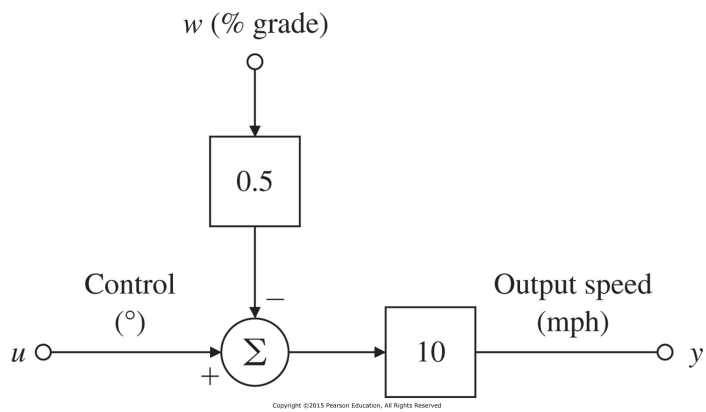 w (% grade)
0.5
Control
(°)
−
Output speed
(mph)
u
+
Σ
10
y
Copyright ©2015 Pearson Education, All Rights Reserved